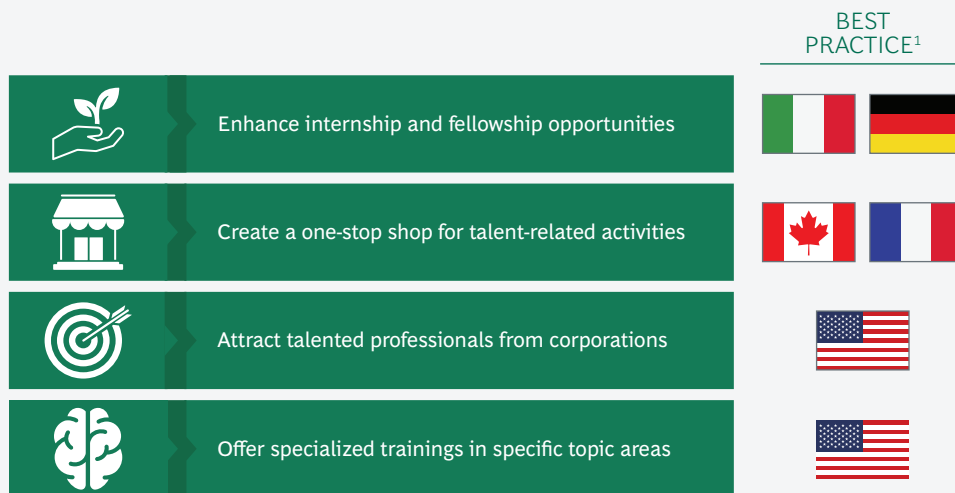 BEST
PRACTICE¹
Enhance internship and fellowship opportunities
Create a one-stop shop for talent-related activities
Attract talented professionals from corporations
Offer specialized trainings in specific topic areas